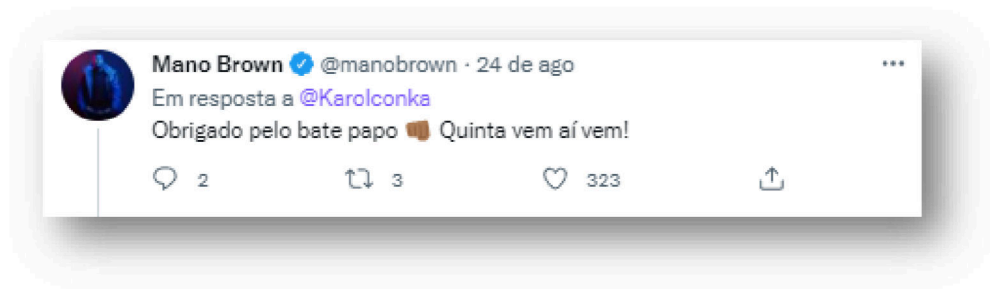 Mano Brown @manobrown · 24 de ago
Em resposta a @Karolconka
Obrigado pelo bate papo 👊🏾 Quinta vem aí vem!
2 3 323